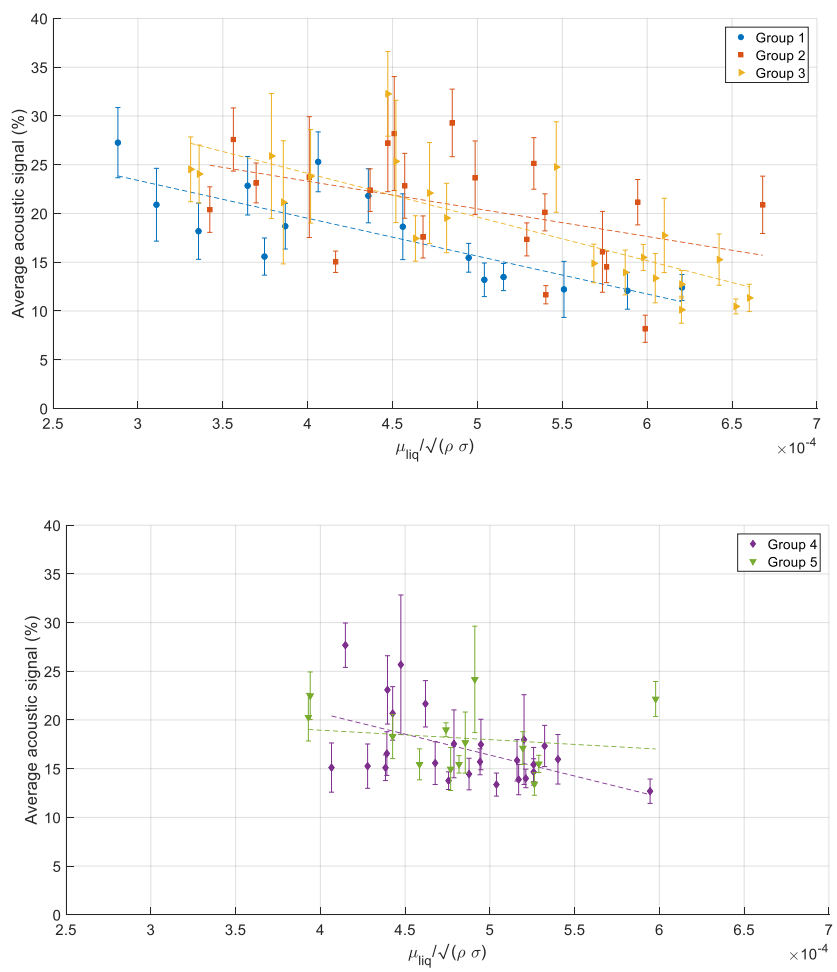 40
35
30
25
20
15
10
5
0
Average acoustic signal (%)
Group 1
Group 2
Group 3
2.5 3 3.5 4 4.5 5 5.5 6 6.5 7
μliq/√(ρ σ)
×10-4
40
35
30
25
20
15
10
5
0
Average acoustic signal (%)
Group 4
Group 5
2.5 3 3.5 4 4.5 5 5.5 6 6.5 7
μliq/√(ρ σ)
×10-4